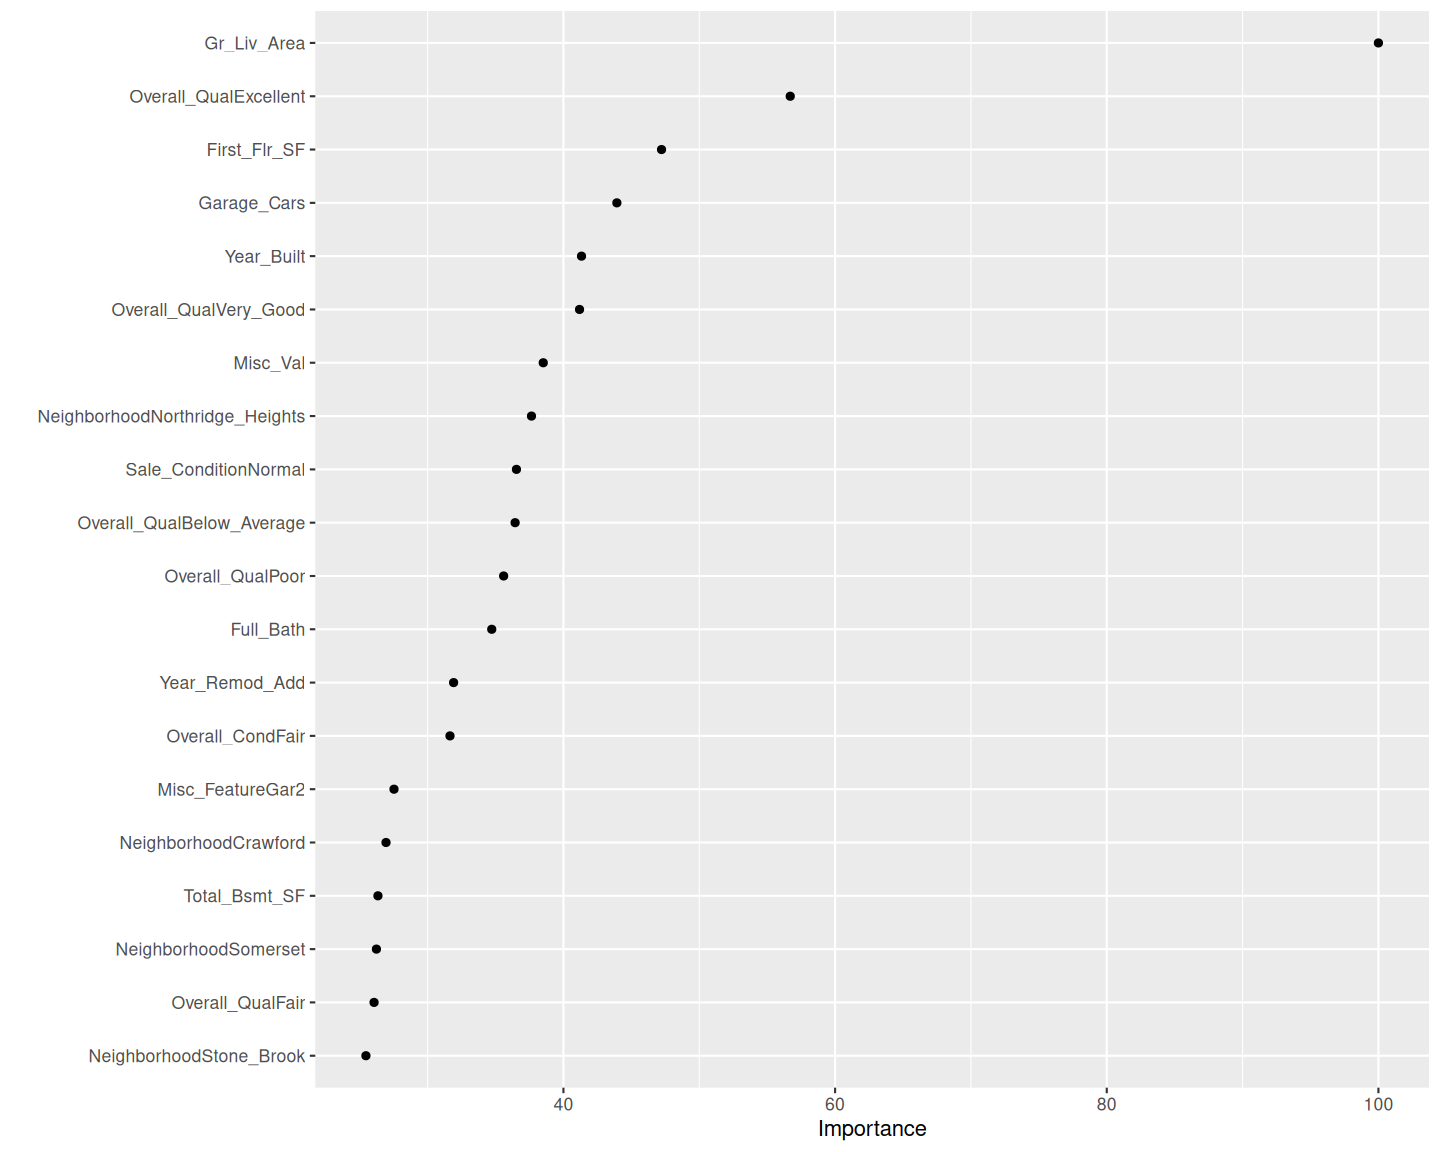 Gr_Liv_Area
Overall_QualExcellent
First_Flr_SF
Garage_Cars
Year_Built
Overall_QualVery_Good
Misc_Val
NeighborhoodNorthridge_Heights
Sale_ConditionNormal
Overall_QualBelow_Average
Overall_QualPoor
Full_Bath
Year_Remod_Add
Overall_CondFair
Misc_FeatureGar2
NeighborhoodCrawford
Total_Bsmt_SF
NeighborhoodSomerset
Overall_QualFair
NeighborhoodStone_Brook
40 60 80 100
Importance